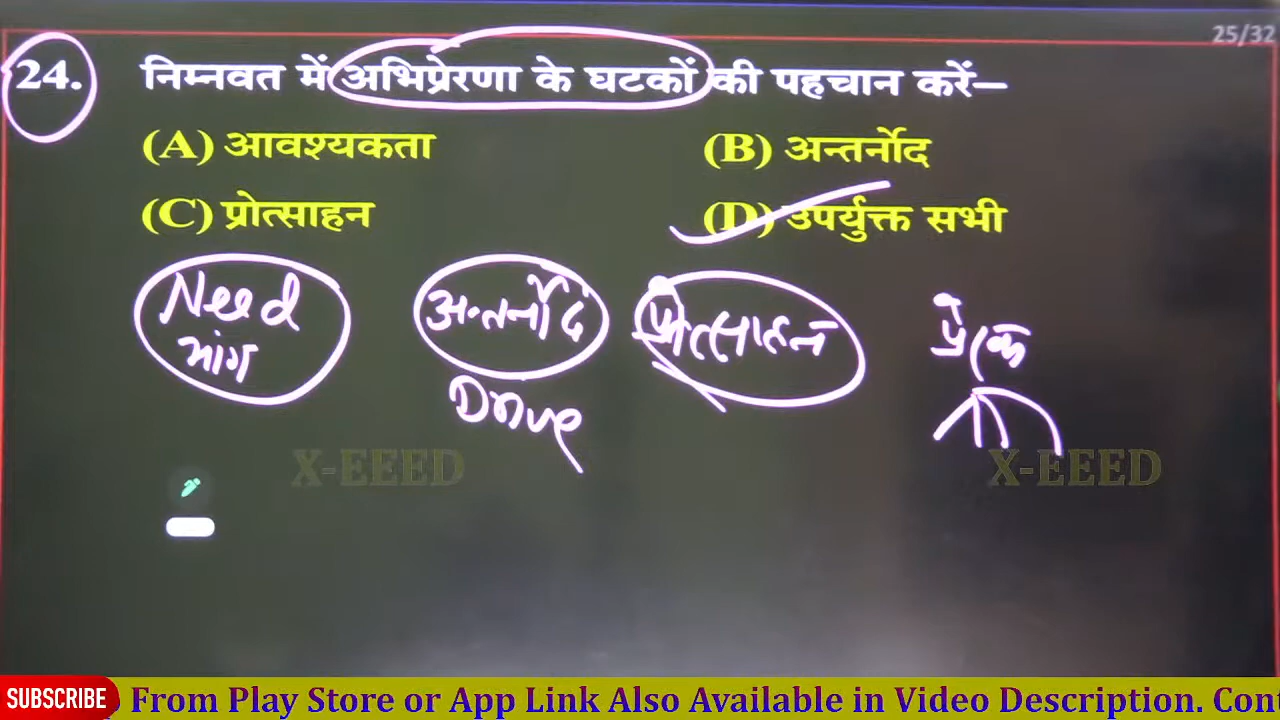 25/32
24. निम्नवत में अभिप्रेरणा के घटकों की पहचान करें–
(A) आवश्यकता (B) अन्तर्नोद
(C) प्रोत्साहन (D) उपर्युक्त सभी
Need अन्तर्नोद प्रोत्साहन
मांग
Drive
X-EEED X-EEED
SUBSCRIBE From Play Store or App Link Also Available in Video Description. Con